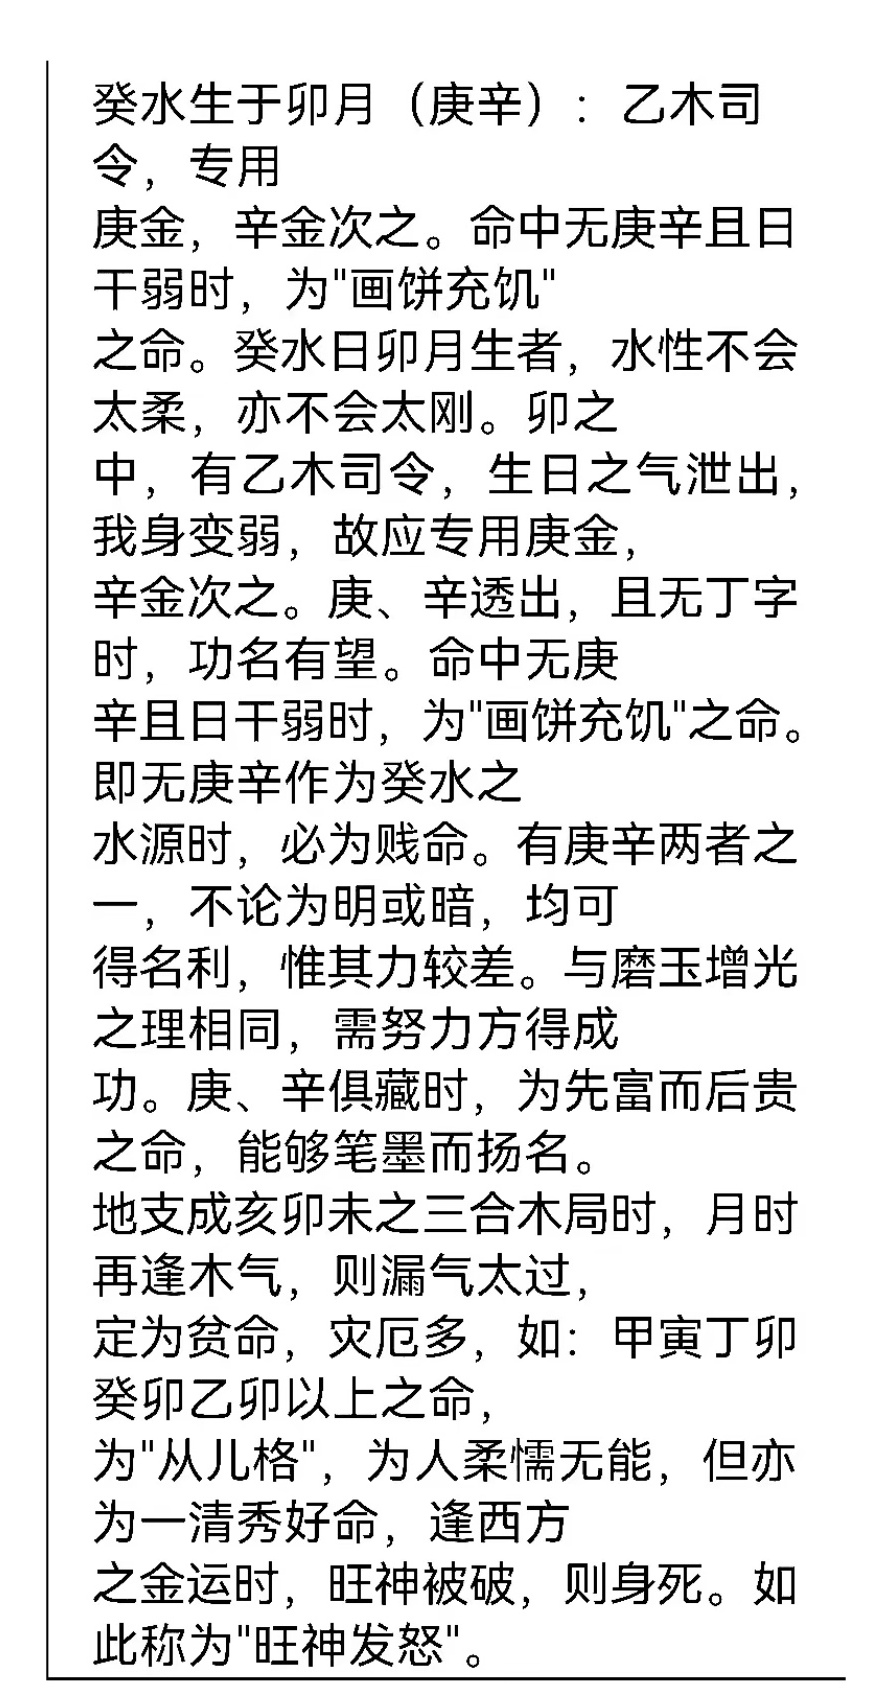 癸水生于卯月（庚辛）：乙木司
令，专用
庚金，辛金次之。命中无庚辛且日
干弱时，为"画饼充饥"
之命。癸水日卯月生者，水性不会
太柔，亦不会太刚。卯之
中，有乙木司令，生日之气泄出，
我身变弱，故应专用庚金，
辛金次之。庚、辛透出，且无丁字
时，功名有望。命中无庚
辛且日干弱时，为"画饼充饥"之命。
即无庚辛作为癸水之
水源时，必为贱命。有庚辛两者之
一，不论为明或暗，均可
得名利，惟其力较差。与磨玉增光
之理相同，需努力方得成
功。庚、辛俱藏时，为先富而后贵
之命，能够笔墨而扬名。
地支成亥卯未之三合木局时，月时
再逢木气，则漏气太过，
定为贫命，灾厄多，如：甲寅丁卯
癸卯乙卯以上之命，
为"从儿格"，为人柔懦无能，但亦
为一清秀好命，逢西方
之金运时，旺神被破，则身死。如
此称为"旺神发怒"。